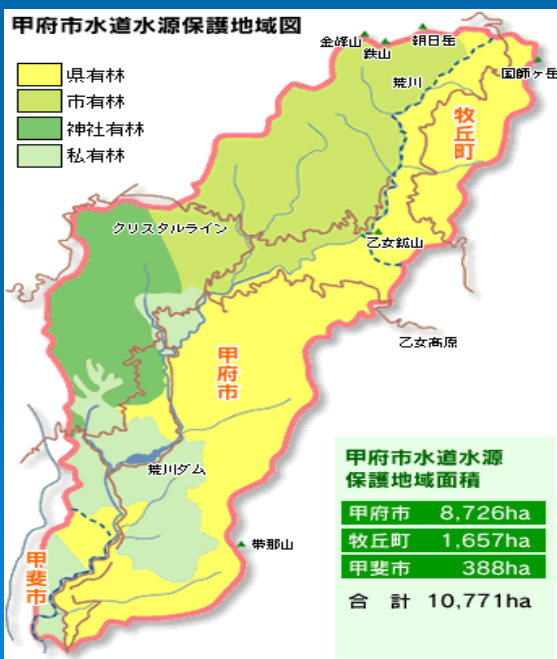 甲府市水道水源保護地域図
県有林
市有林
神社有林
私有林
金峰山
鉄山
朝日岳
国師ヶ岳
荒川
牧丘町
クリスタルライン
乙女鉱山
乙女高原
甲府市
荒川ダム
帯那山
甲斐市
甲府市水道水源
保護地域面積
甲府市 8,726ha
牧丘町 1,657ha
甲斐市 388ha
合 計 10,771ha